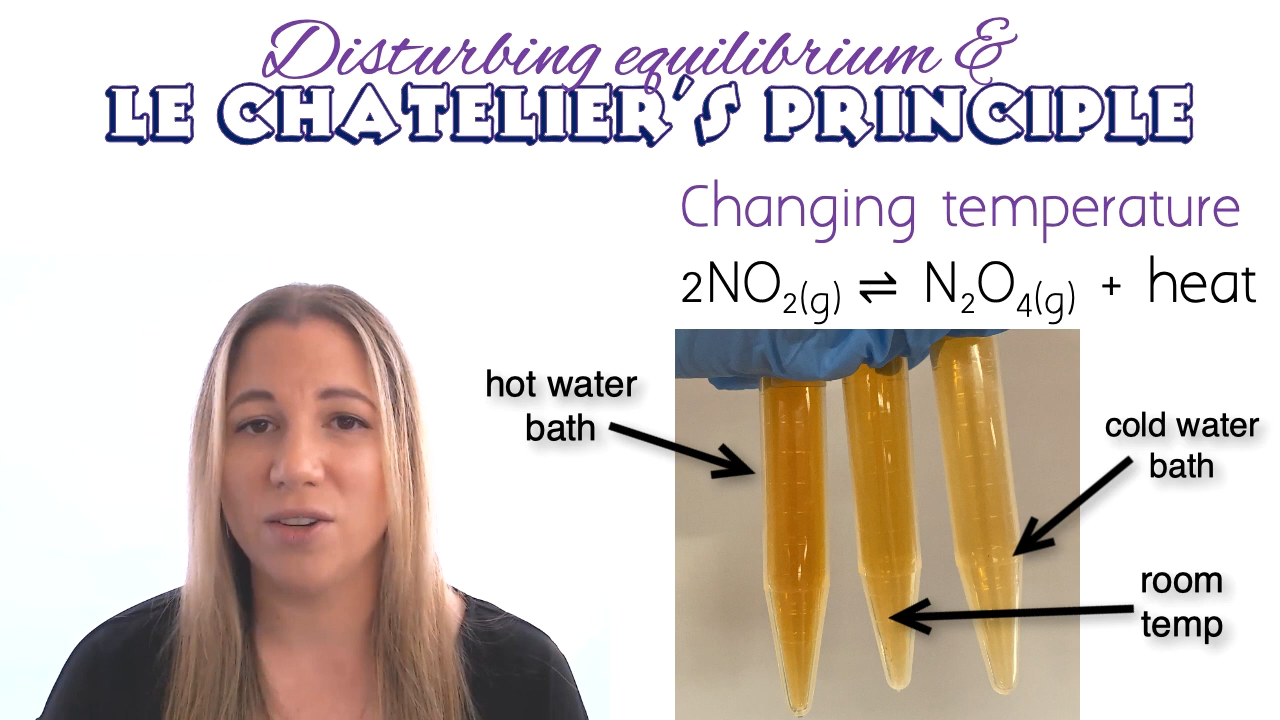 Disturbing equilibrium &
LE CHATELIER'S PRINCIPLE
Changing temperature
2NO₂(g) ⇌ N₂O₄(g) + heat
hot water
bath
cold water
bath
room
temp